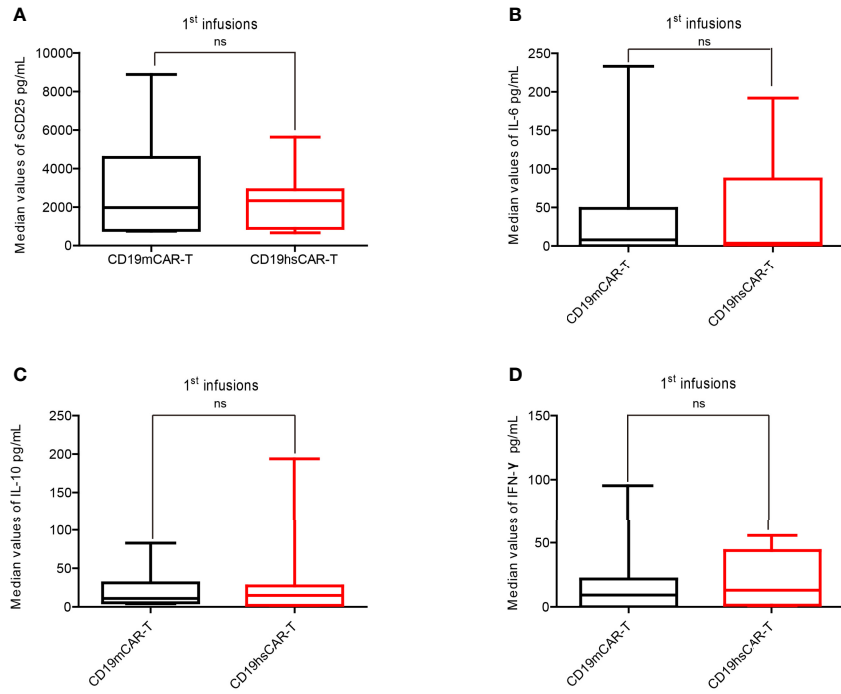 A
1st infusions
ns
Median values of sCD25 pg/mL
10000
8000
6000
4000
2000
0
CD19mCAR-T
CD19hsCAR-T
B
1st infusions
ns
Median values of IL-6 pg/mL
250
200
150
100
50
0
CD19mCAR-T
CD19hsCAR-T
C
1st infusions
ns
Median values of IL-10 pg/mL
250
200
150
100
50
0
CD19mCAR-T
CD19hsCAR-T
D
1st infusions
ns
Median values of IFN-γ pg/mL
150
100
50
0
CD19mCAR-T
CD19hsCAR-T